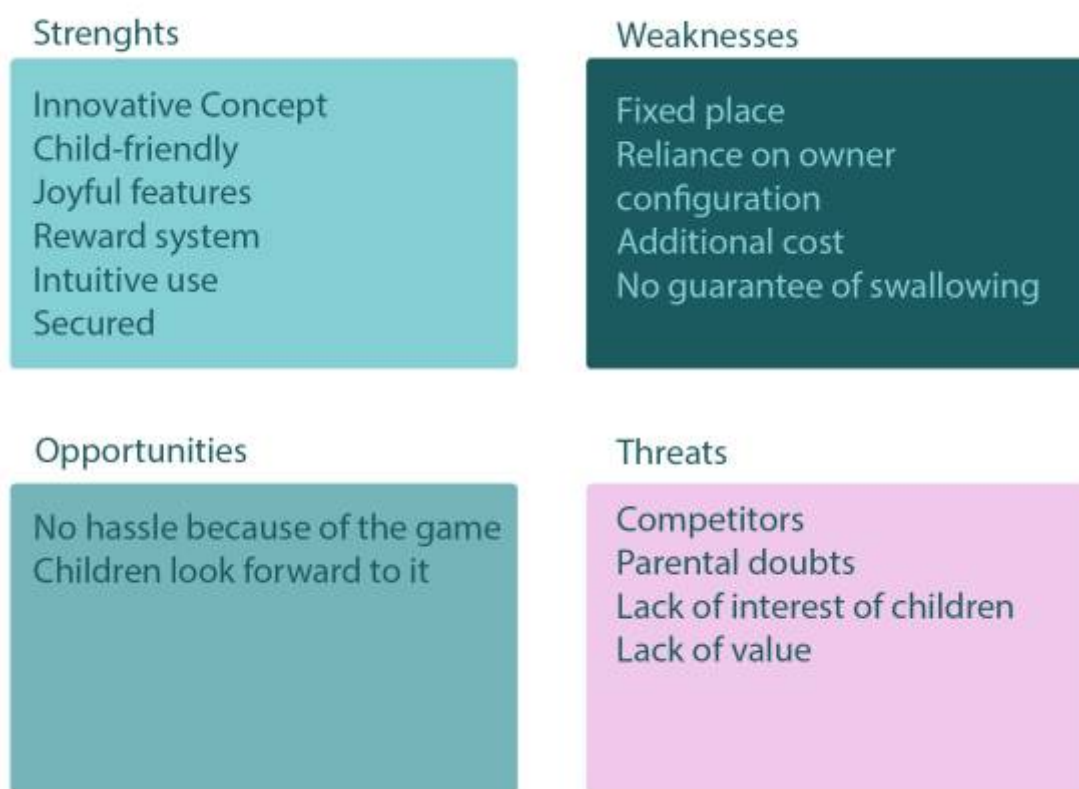 Strenghts
Innovative Concept
Child-friendly
Joyful features
Reward system
Intuitive use
Secured
Weaknesses
Fixed place
Reliance on owner
configuration
Additional cost
No guarantee of swallowing
Opportunities
No hassle because of the game
Children look forward to it
Threats
Competitors
Parental doubts
Lack of interest of children
Lack of value